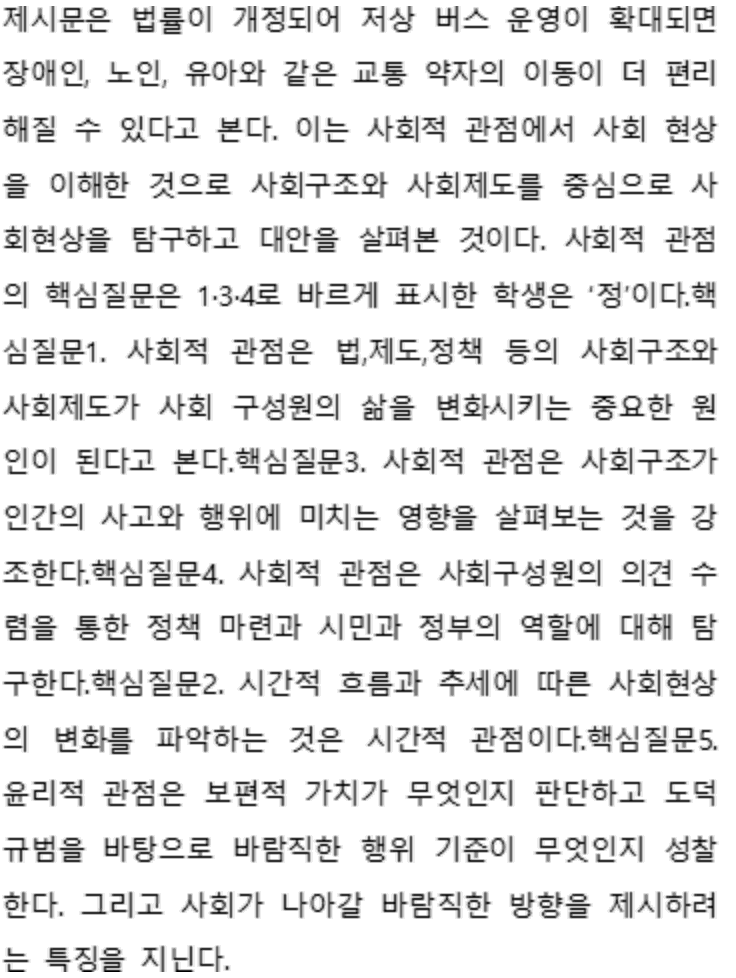 제시문은 법률이 개정되어 저상 버스 운영이 확대되면
장애인, 노인, 유아와 같은 교통 약자의 이동이 더 편리
해질 수 있다고 본다. 이는 사회적 관점에서 사회 현상
을 이해한 것으로 사회구조와 사회제도를 중심으로 사
회현상을 탐구하고 대안을 살펴본 것이다. 사회적 관점
의 핵심질문은 1·3·4로 바르게 표시한 학생은 ‘정’이다.핵
심질문1. 사회적 관점은 법,제도,정책 등의 사회구조와
사회제도가 사회 구성원의 삶을 변화시키는 중요한 원
인이 된다고 본다.핵심질문3. 사회적 관점은 사회구조가
인간의 사고와 행위에 미치는 영향을 살펴보는 것을 강
조한다.핵심질문4. 사회적 관점은 사회구성원의 의견 수
렴을 통한 정책 마련과 시민과 정부의 역할에 대해 탐
구한다.핵심질문2. 시간적 흐름과 추세에 따른 사회현상
의 변화를 파악하는 것은 시간적 관점이다.핵심질문5.
윤리적 관점은 보편적 가치가 무엇인지 판단하고 도덕
규범을 바탕으로 바람직한 행위 기준이 무엇인지 성찰
한다. 그리고 사회가 나아갈 바람직한 방향을 제시하려
는 특징을 지닌다.